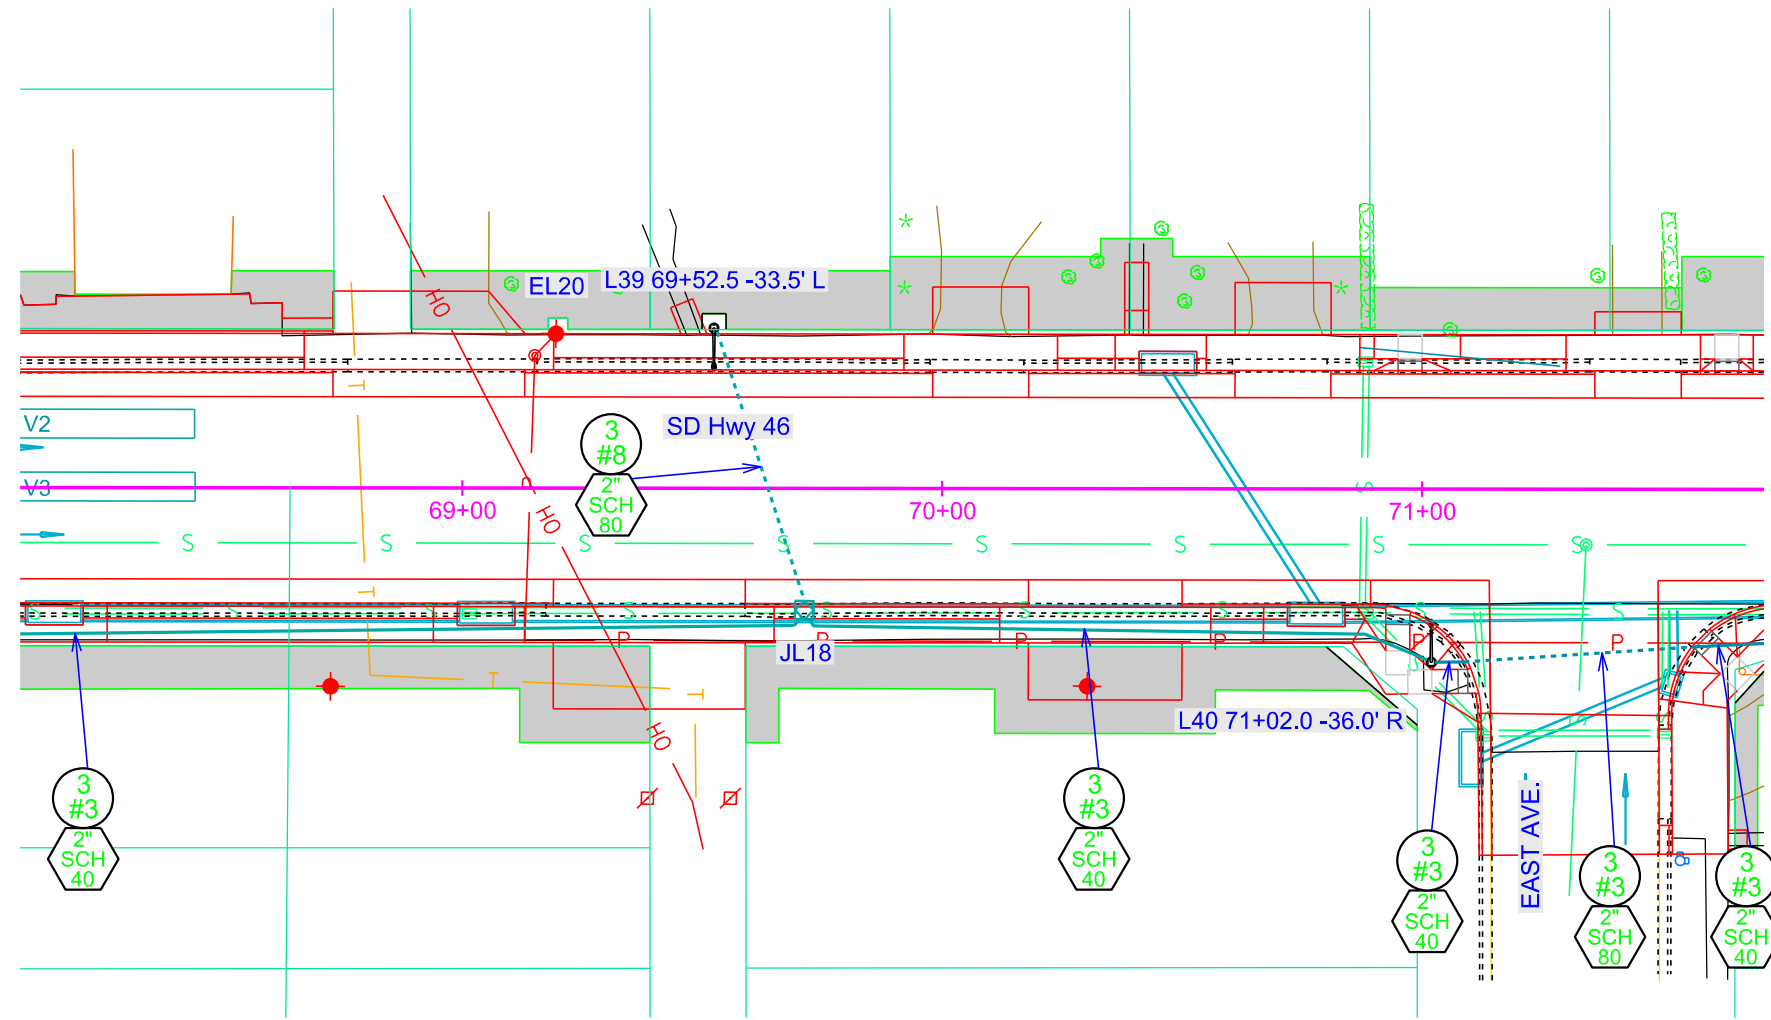 EL20
L39 69+52.5 -33.5' L
HO
T
V2
SD Hwy 46
3
#8
2"
SCH
80
V3
S
69+00
70+00
71+00
HO
S S S S S S S S
T
S S S S S S
P P P P P P
JL18
T T
L40 71+02.0 -36.0' R
HO
S S
EAST AVE.
3
#3
2"
SCH
40
3
#3
2"
SCH
40
3
#3
2"
SCH
40
3
#3
2"
SCH
80
3
#3
2"
SCH
40